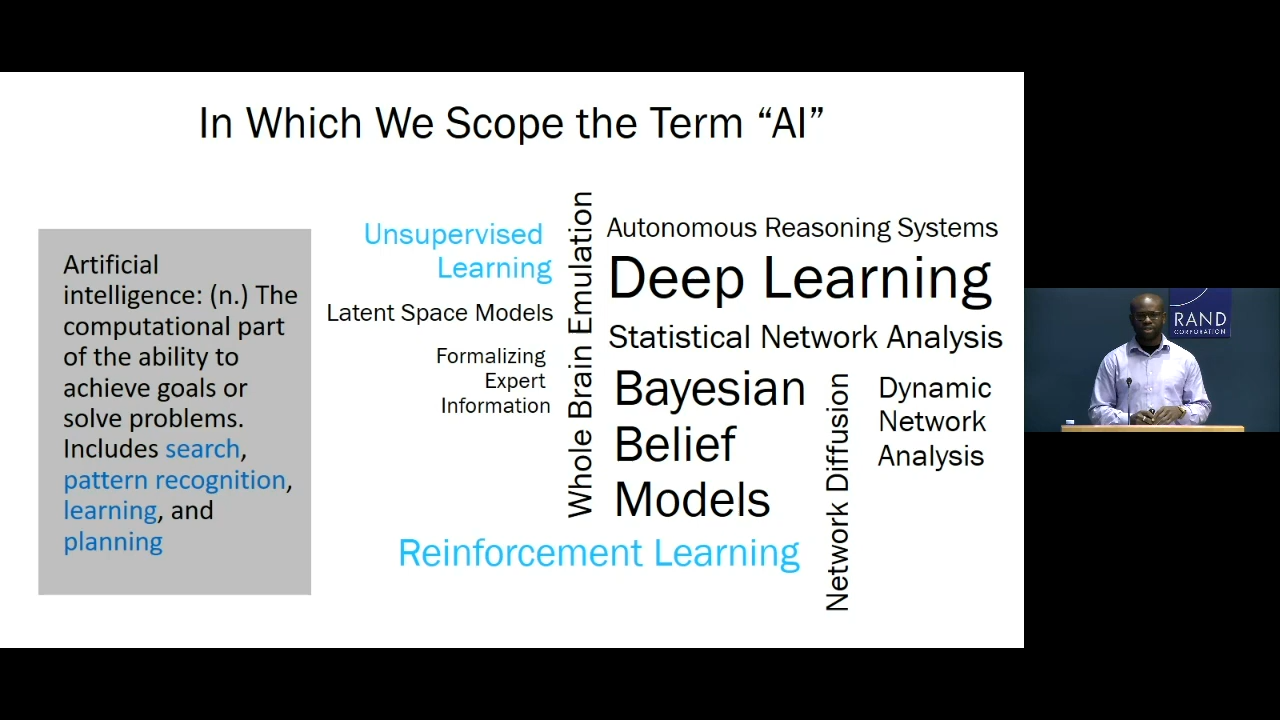 In Which We Scope the Term “AI”
Artificial
intelligence: (n.) The
computational part
of the ability to
achieve goals or
solve problems.
Includes search,
pattern recognition,
learning, and
planning
Unsupervised
Learning
Latent Space Models
Formalizing
Expert
Information
Whole Brain Emulation
Autonomous Reasoning Systems
Deep Learning
Statistical Network Analysis
Bayesian
Belief
Models
Network Diffusion
Dynamic
Network
Analysis
Reinforcement Learning
RAND
CORPORATION